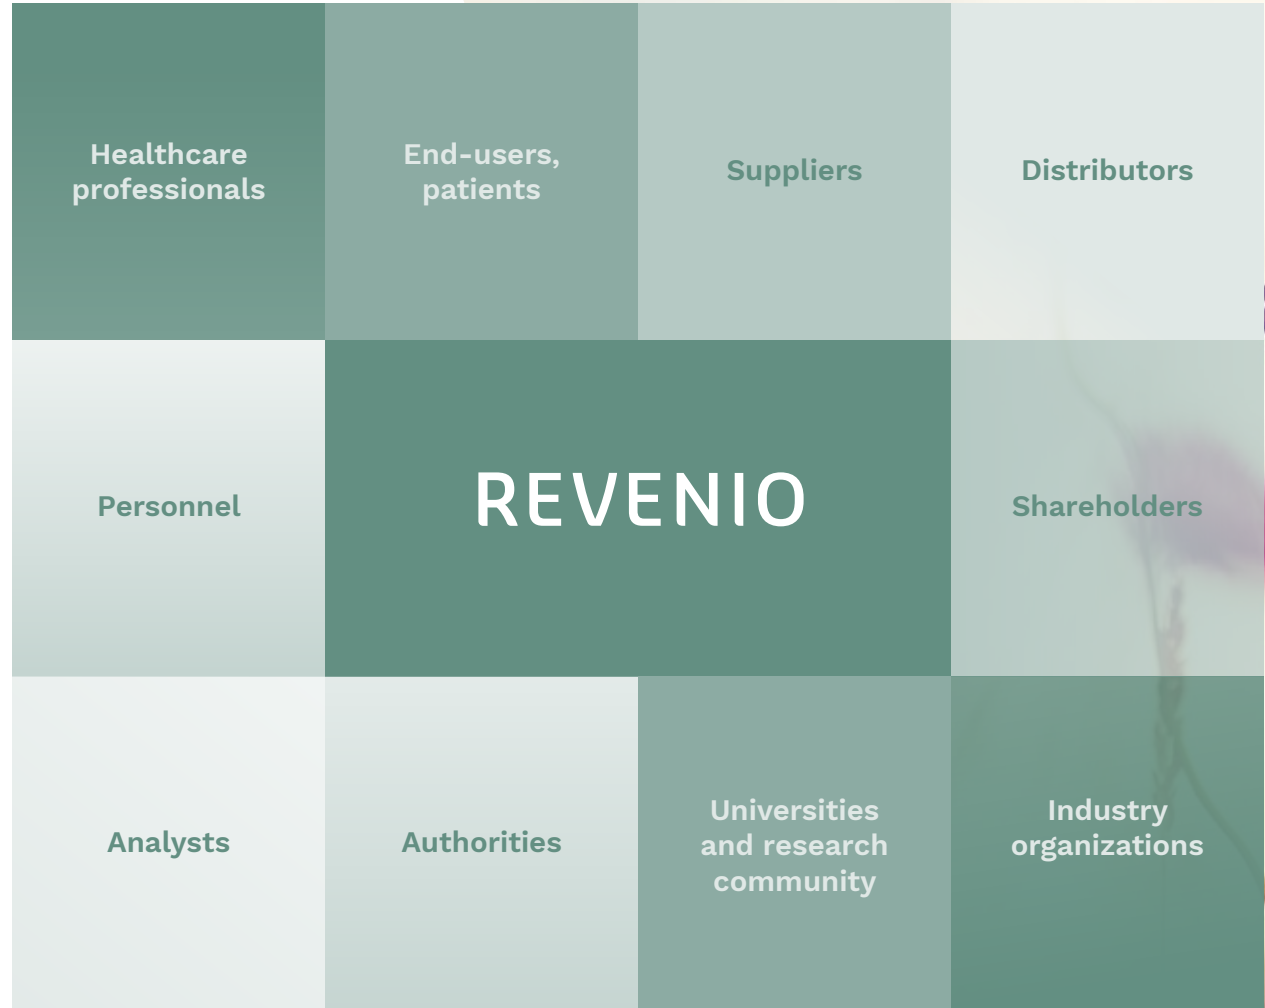 Healthcare
professionals
End-users,
patients
Suppliers
Distributors
Personnel
REVENIO
Shareholders
Analysts
Authorities
Universities
and research
community
Industry
organizations